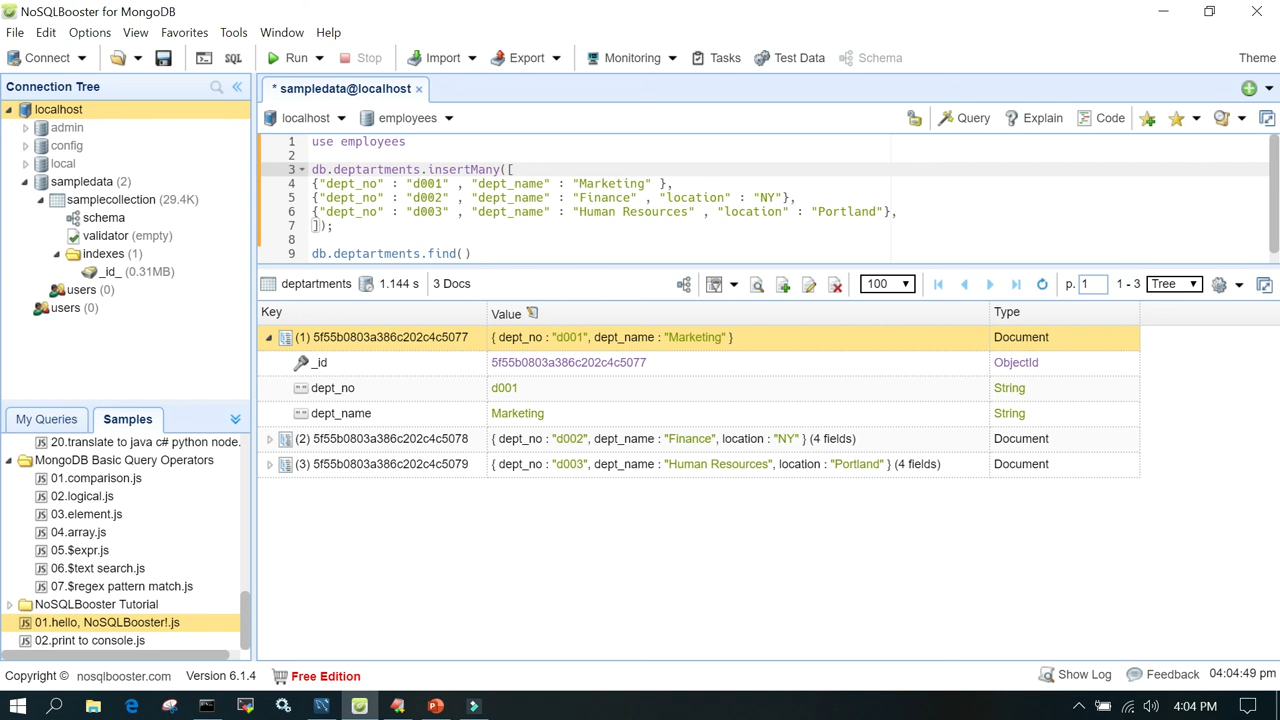 NoSQLBooster for MongoDB
File Edit Options View Favorites Tools Window Help
Connect Run Stop Import Export Monitoring Tasks Test Data Schema Theme
Connection Tree
localhost
admin
config
local
sampledata (2)
samplecollection (29.4K)
schema
validator (empty)
indexes (1)
_id_ (0.31MB)
users (0)
users (0)
My Queries Samples
20.translate to java c# python node.
MongoDB Basic Query Operators
01.comparison.js
02.logical.js
03.element.js
04.array.js
05.$expr.js
06.$text search.js
07.$regex pattern match.js
NoSQLBooster Tutorial
01.hello, NoSQLBooster!.js
02.print to console.js
* sampledata@localhost ×
localhost employees Query Explain Code
1 use employees
2
3 db.deptartments.insertMany([
4 {"dept_no" : "d001" , "dept_name" : "Marketing" },
5 {"dept_no" : "d002" , "dept_name" : "Finance" , "location" : "NY"},
6 {"dept_no" : "d003" , "dept_name" : "Human Resources" , "location" : "Portland"},
7 ]);
8
9 db.deptartments.find()
deptartments 1.144 s 3 Docs 100 p. 1 1 - 3 Tree
Key Value Type
(1) 5f55b0803a386c202c4c5077 { dept_no : "d001", dept_name : "Marketing" } Document
_id 5f55b0803a386c202c4c5077 ObjectId
dept_no d001 String
dept_name Marketing String
(2) 5f55b0803a386c202c4c5078 { dept_no : "d002", dept_name : "Finance", location : "NY" } (4 fields) Document
(3) 5f55b0803a386c202c4c5079 { dept_no : "d003", dept_name : "Human Resources", location : "Portland" } (4 fields) Document
Copyright © nosqlbooster.com Version 6.1.4 Free Edition Show Log Feedback 04:04:49 pm
4:04 PM